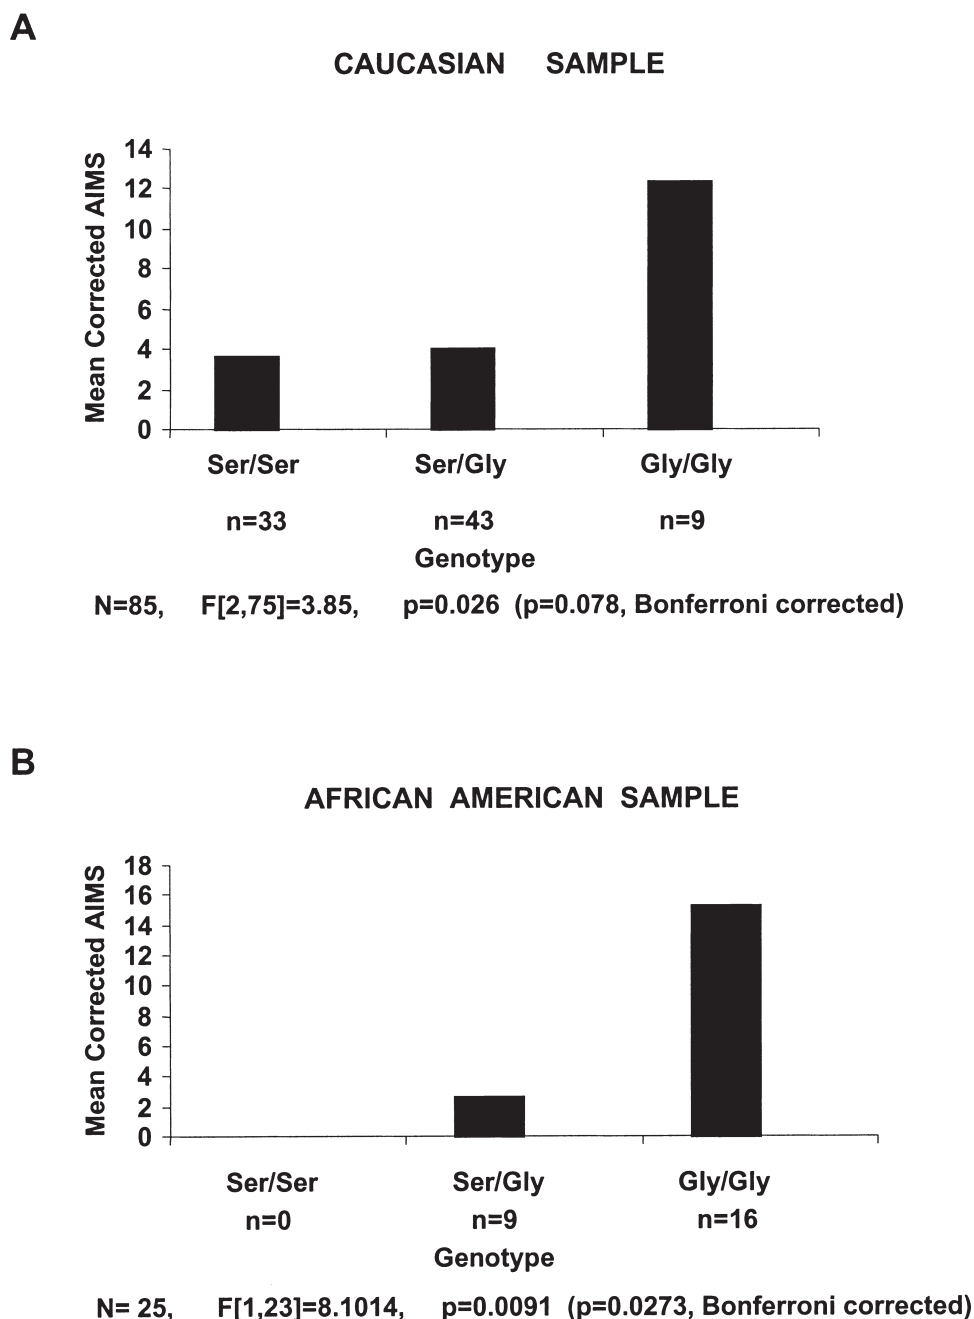 A
CAUCASIAN SAMPLE
Mean Corrected AIMS
14
12
10
8
6
4
2
0
Ser/Ser Ser/Gly Gly/Gly
n=33 n=43 n=9
Genotype
N=85, F[2,75]=3.85, p=0.026 (p=0.078, Bonferroni corrected)
B
AFRICAN AMERICAN SAMPLE
Mean Corrected AIMS
18
16
14
12
10
8
6
4
2
0
Ser/Ser Ser/Gly Gly/Gly
n=0 n=9 n=16
Genotype
N= 25, F[1,23]=8.1014, p=0.0091 (p=0.0273, Bonferroni corrected)